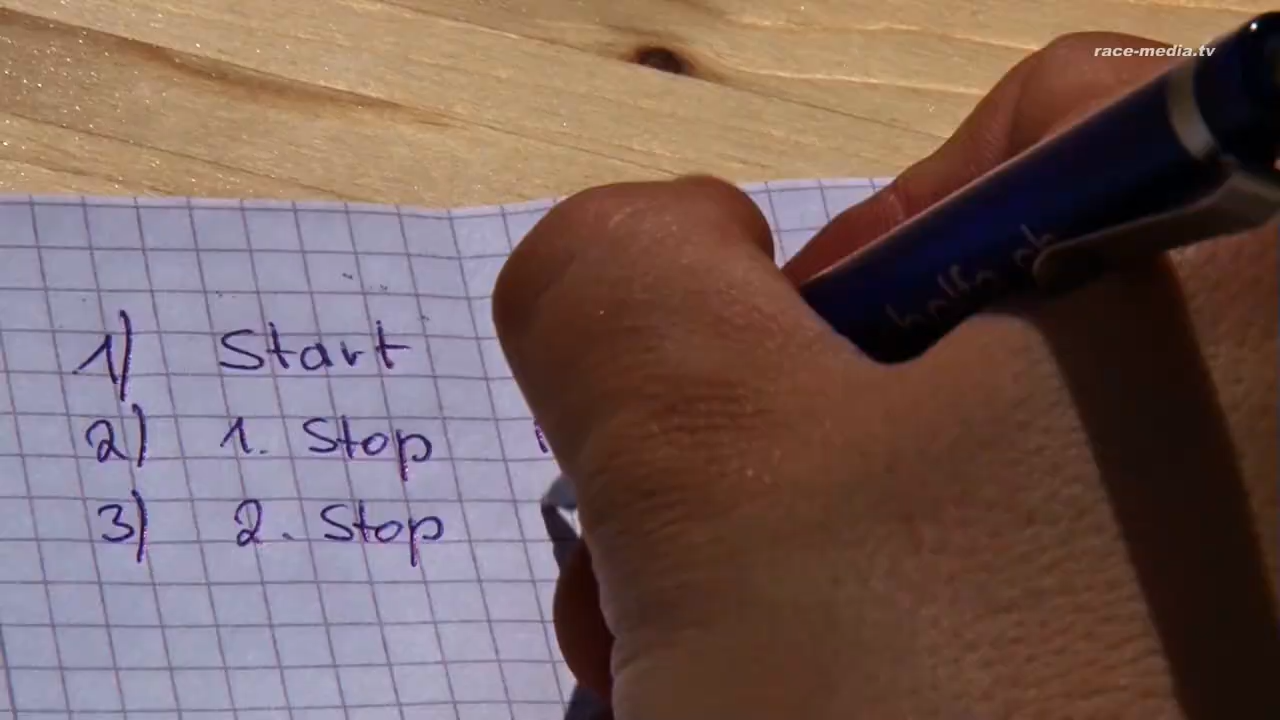 race-media.tv
1) Start
2) 1. Stop
3) 2. Stop